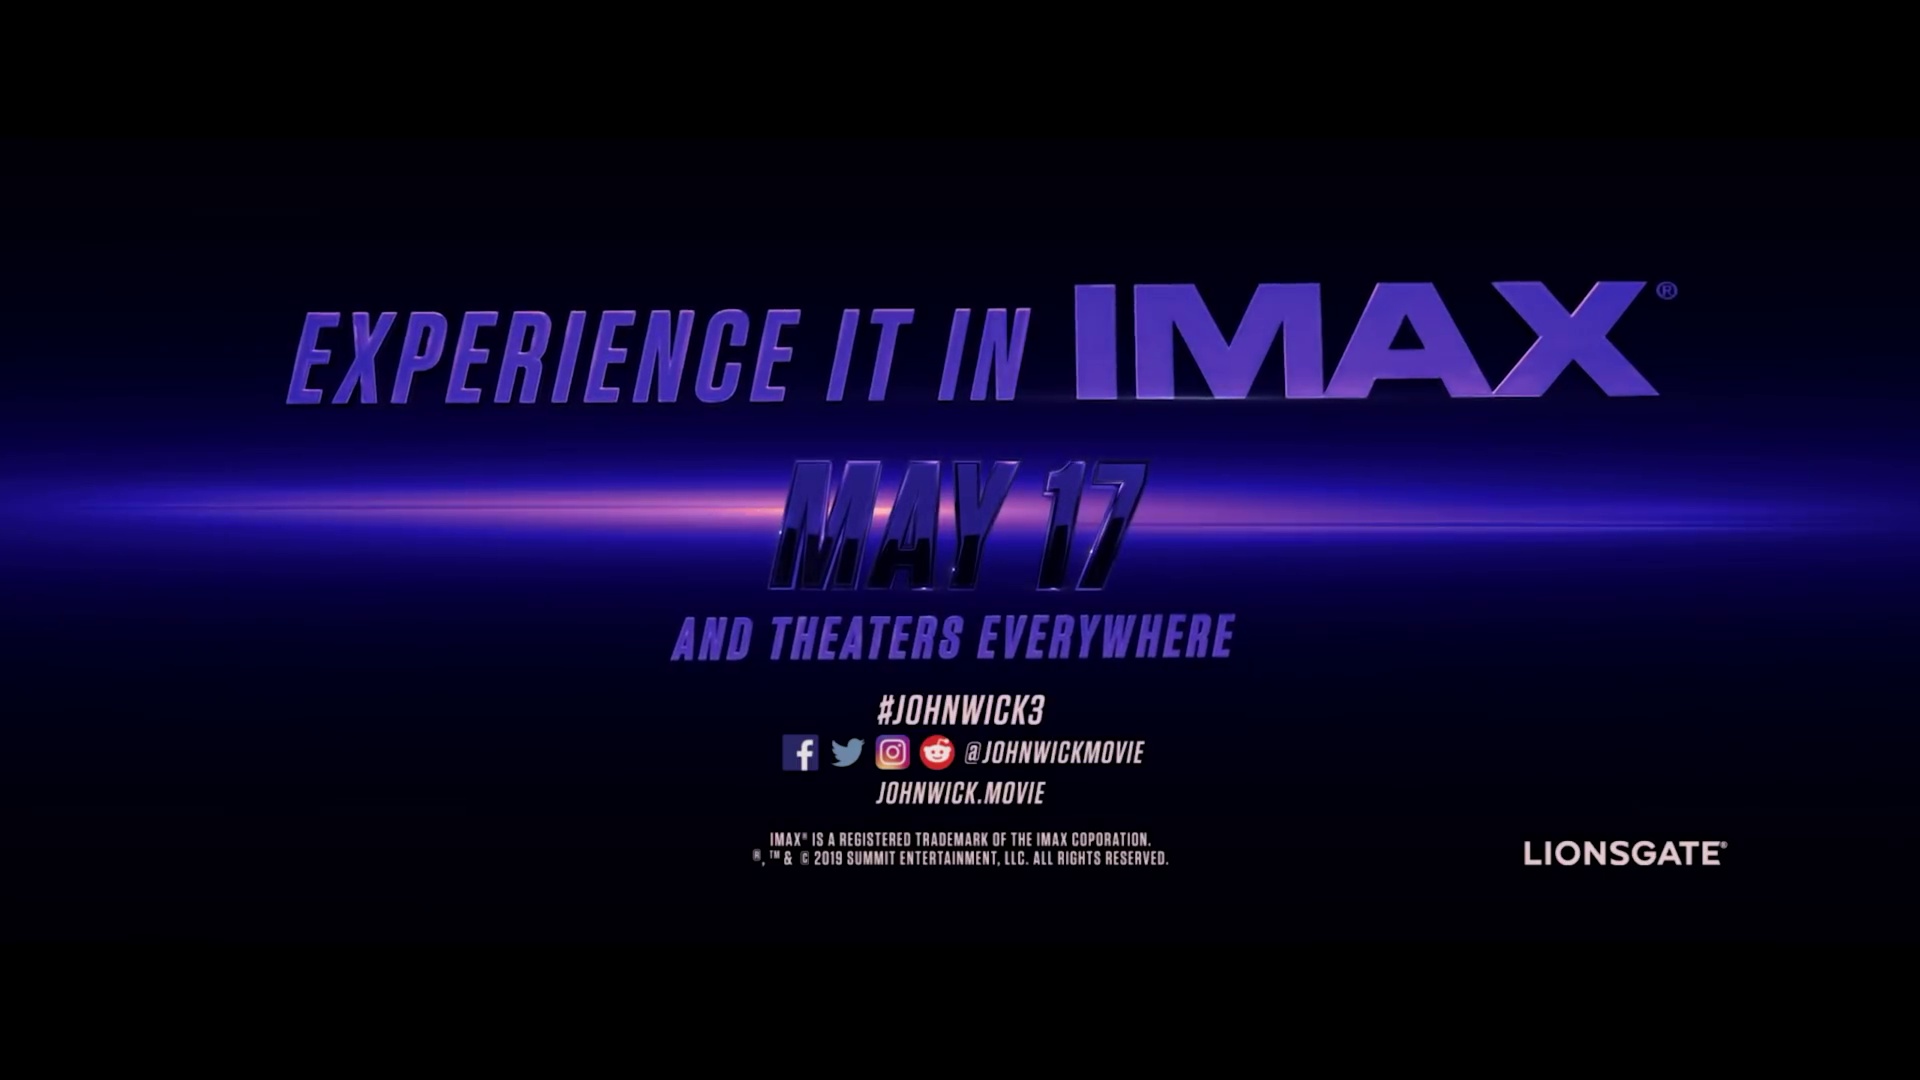 EXPERIENCE IT IN IMAX®
MAY 17
AND THEATERS EVERYWHERE
#JOHNWICK3
@JOHNWICKMOVIE
JOHNWICK.MOVIE
IMAX® IS A REGISTERED TRADEMARK OF THE IMAX COPORATION.
®, ™ & © 2019 SUMMIT ENTERTAINMENT, LLC. ALL RIGHTS RESERVED.
LIONSGATE®